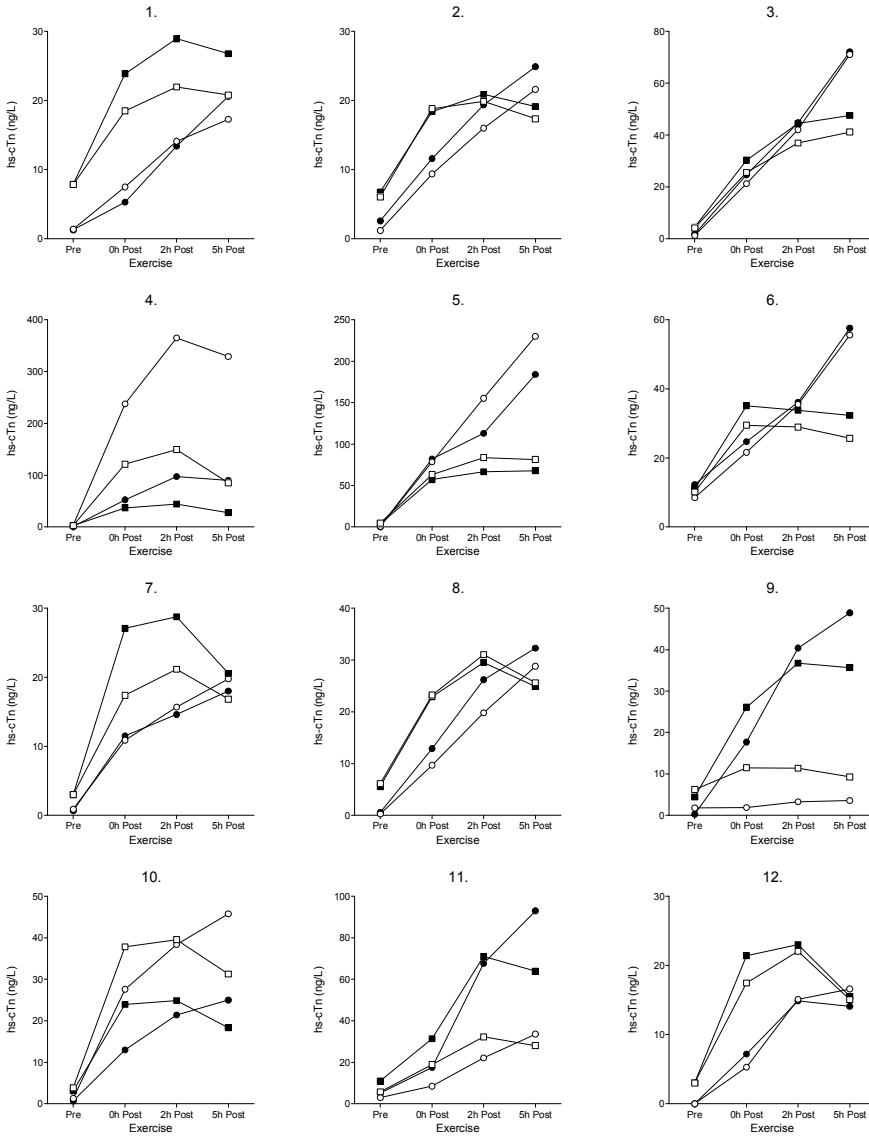 1.
30
20
10
0
hs-cTn (ng/L)
Pre 0h Post 2h Post 5h Post
Exercise
2.
30
20
10
0
hs-cTn (ng/L)
Pre 0h Post 2h Post 5h Post
Exercise
3.
80
60
40
20
0
hs-cTn (ng/L)
Pre 0h Post 2h Post 5h Post
Exercise
4.
400
300
200
100
0
hs-cTn (ng/L)
Pre 0h Post 2h Post 5h Post
Exercise
5.
250
200
150
100
50
0
hs-cTn (ng/L)
Pre 0h Post 2h Post 5h Post
Exercise
6.
60
40
20
0
hs-cTn (ng/L)
Pre 0h Post 2h Post 5h Post
Exercise
7.
30
20
10
0
hs-cTn (ng/L)
Pre 0h Post 2h Post 5h Post
Exercise
8.
40
30
20
10
0
hs-cTn (ng/L)
Pre 0h Post 2h Post 5h Post
Exercise
9.
50
40
30
20
10
0
hs-cTn (ng/L)
Pre 0h Post 2h Post 5h Post
Exercise
10.
50
40
30
20
10
0
hs-cTn (ng/L)
Pre 0h Post 2h Post 5h Post
Exercise
11.
100
80
60
40
20
0
hs-cTn (ng/L)
Pre 0h Post 2h Post 5h Post
Exercise
12.
30
20
10
0
hs-cTn (ng/L)
Pre 0h Post 2h Post 5h Post
Exercise